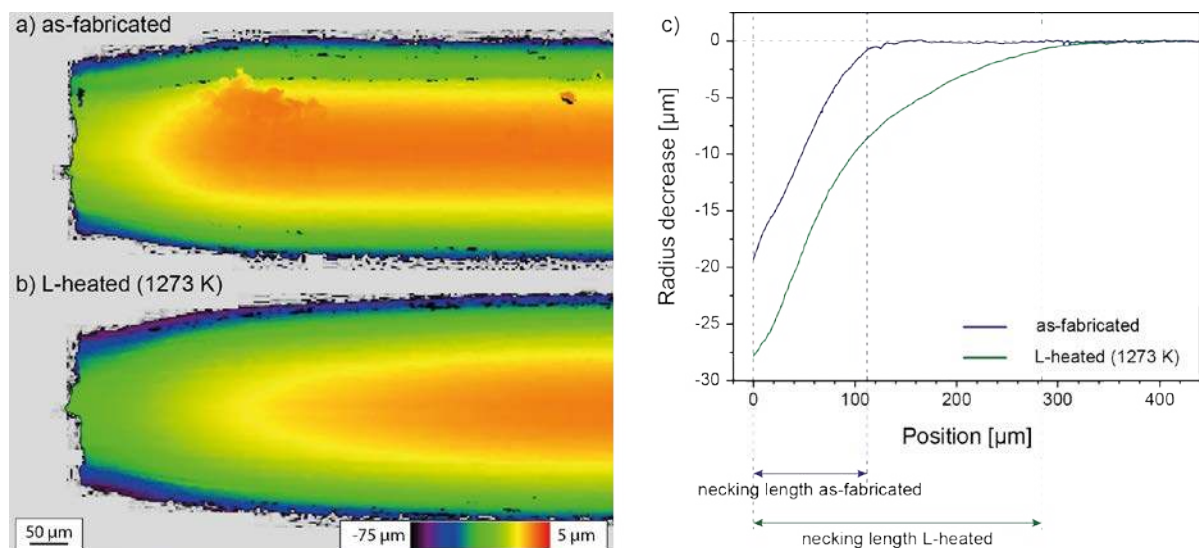 a) as-fabricated
b) L-heated (1273 K)
50 µm
-75 µm
5 µm
c)
0
-5
-10
-15
-20
-25
-30
Radius decrease [µm]
as-fabricated
L-heated (1273 K)
0
100
200
300
400
Position [µm]
necking length as-fabricated
necking length L-heated